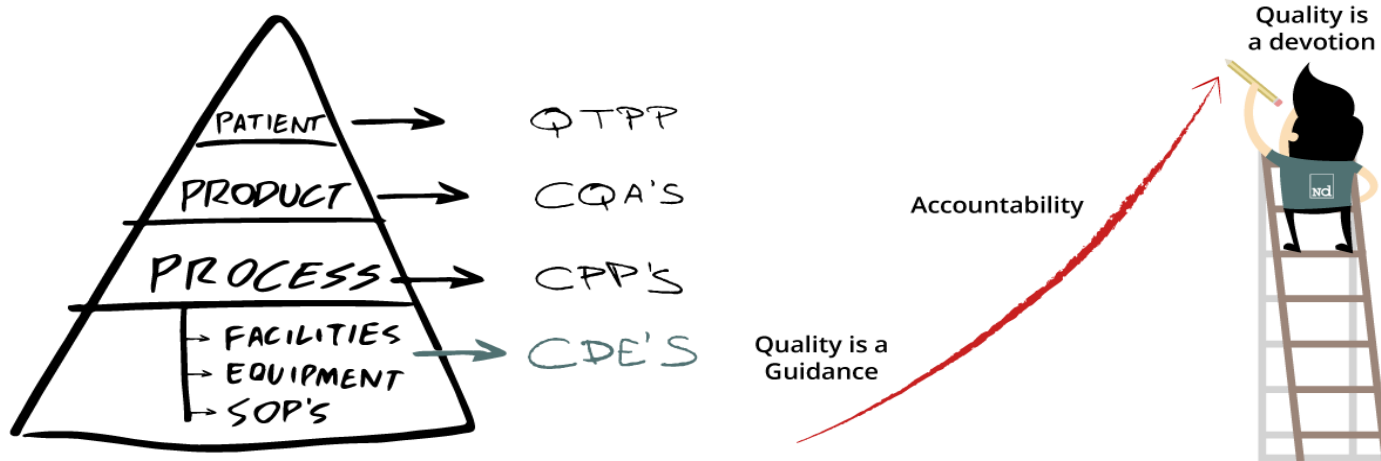 PATIENT
QTPP
PRODUCT
CQA'S
PROCESS
CPP'S
FACILITIES
EQUIPMENT
SOP'S
CDE'S
Quality is a
Guidance
Accountability
Quality is
a devotion
Nd